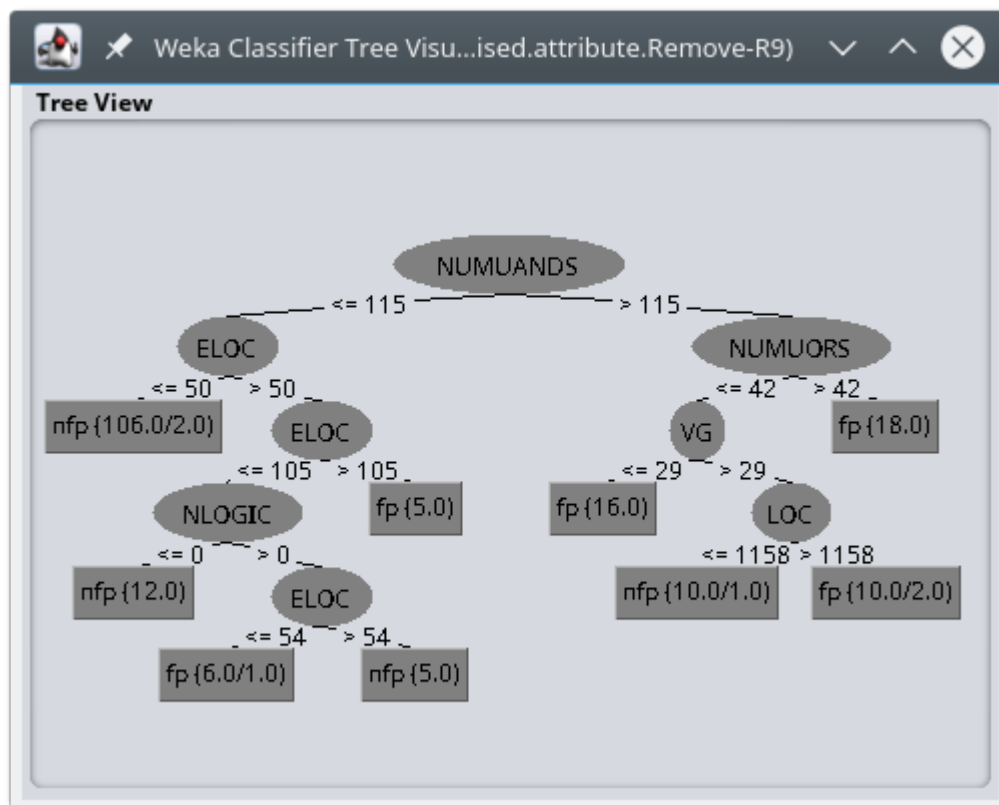 Weka Classifier Tree Visu...ised.attribute.Remove-R9)
Tree View
NUMUANDS
<= 115 > 115
ELOC NUMUORS
<= 50 > 50 <= 42 > 42
nfp {106.0/2.0) ELOC VG fp {18.0)
<= 105 > 105 <= 29 > 29
NLOGIC fp {5.0) fp {16.0) LOC
<= 0 > 0 <= 1158 > 1158
nfp {12.0) ELOC nfp {10.0/1.0) fp {10.0/2.0)
<= 54 > 54
fp {6.0/1.0) nfp {5.0)